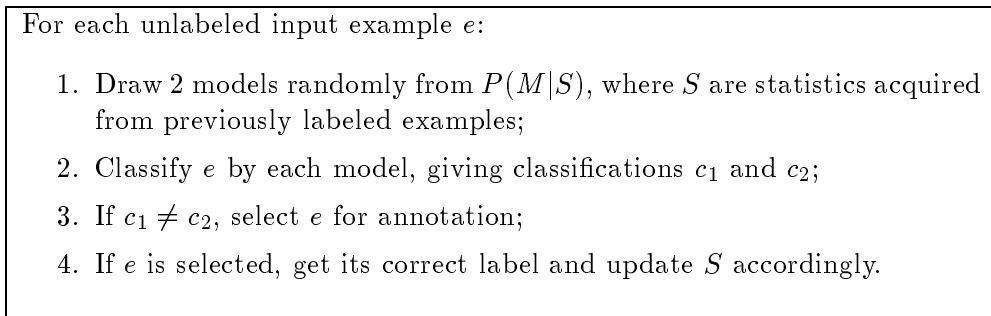 For each unlabeled input example e:
1. Draw 2 models randomly from P(M|S), where S are statistics acquired
from previously labeled examples;
2. Classify e by each model, giving classifications c₁ and c₂;
3. If c₁ ≠ c₂, select e for annotation;
4. If e is selected, get its correct label and update S accordingly.